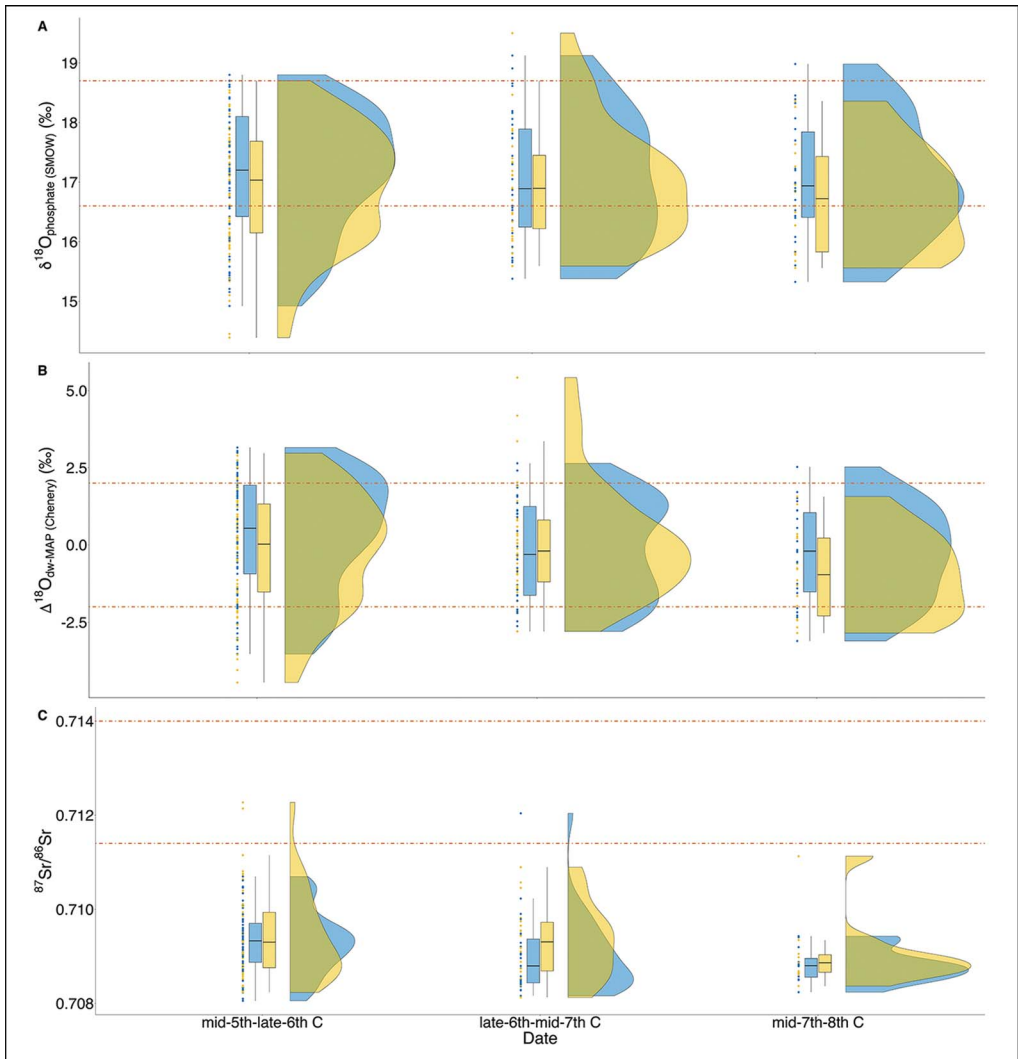 A
δ¹⁸Ophosphate (SMOW) (‰)
19
18
17
16
15
B
Δ¹⁸Odw-MAP (Chenery) (‰)
5.0
2.5
0.0
-2.5
C
⁸⁷Sr/⁸⁶Sr
0.714
0.712
0.710
0.708
mid-5th-late-6th C late-6th-mid-7th C mid-7th-8th C
Date